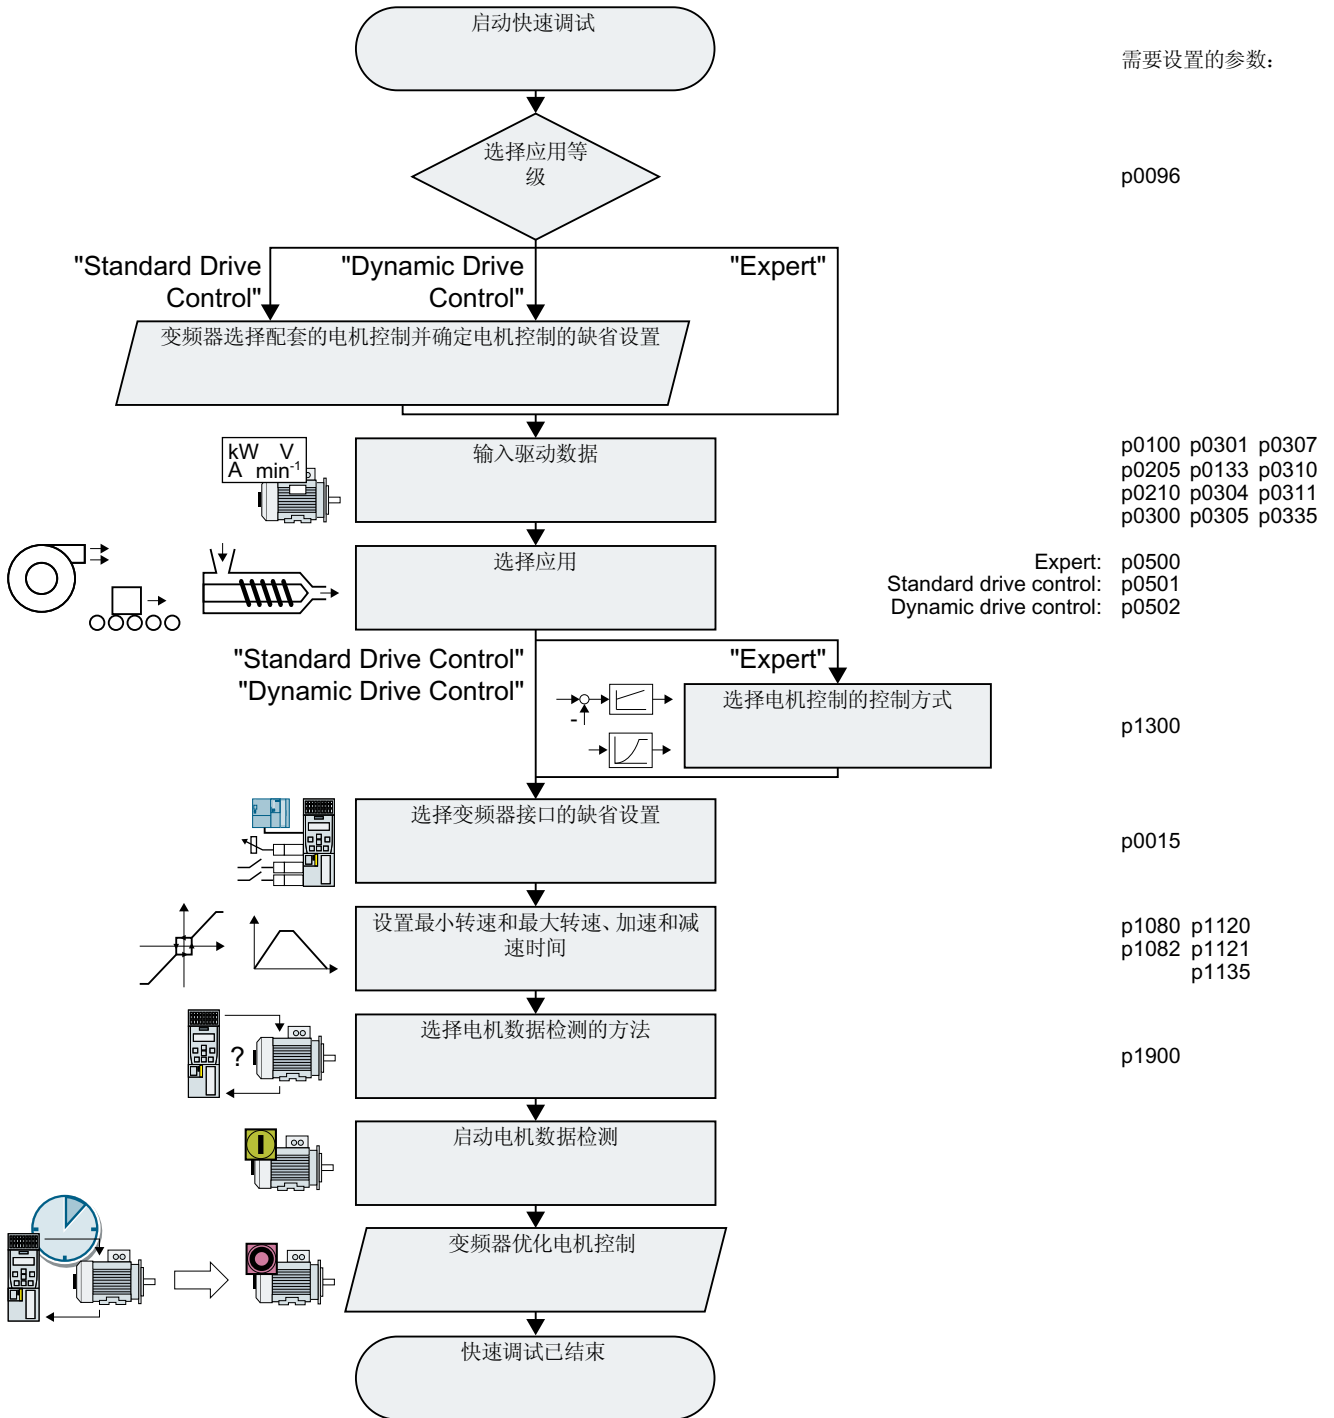 启动快速调试
需要设置的参数：
选择应用等
级
p0096
"Standard Drive
Control"
"Dynamic Drive
Control"
"Expert"
变频器选择配套的电机控制并确定电机控制的缺省设置
kW V
A min-1
输入驱动数据
p0100 p0301 p0307
p0205 p0133 p0310
p0210 p0304 p0311
p0300 p0305 p0335
选择应用
Expert: p0500
Standard drive control: p0501
Dynamic drive control: p0502
"Standard Drive Control"
"Dynamic Drive Control"
"Expert"
-
选择电机控制的控制方式
p1300
选择变频器接口的缺省设置
p0015
设置最小转速和最大转速、加速和减
速时间
p1080 p1120
p1082 p1121
p1135
?
选择电机数据检测的方法
p1900
启动电机数据检测
变频器优化电机控制
快速调试已结束